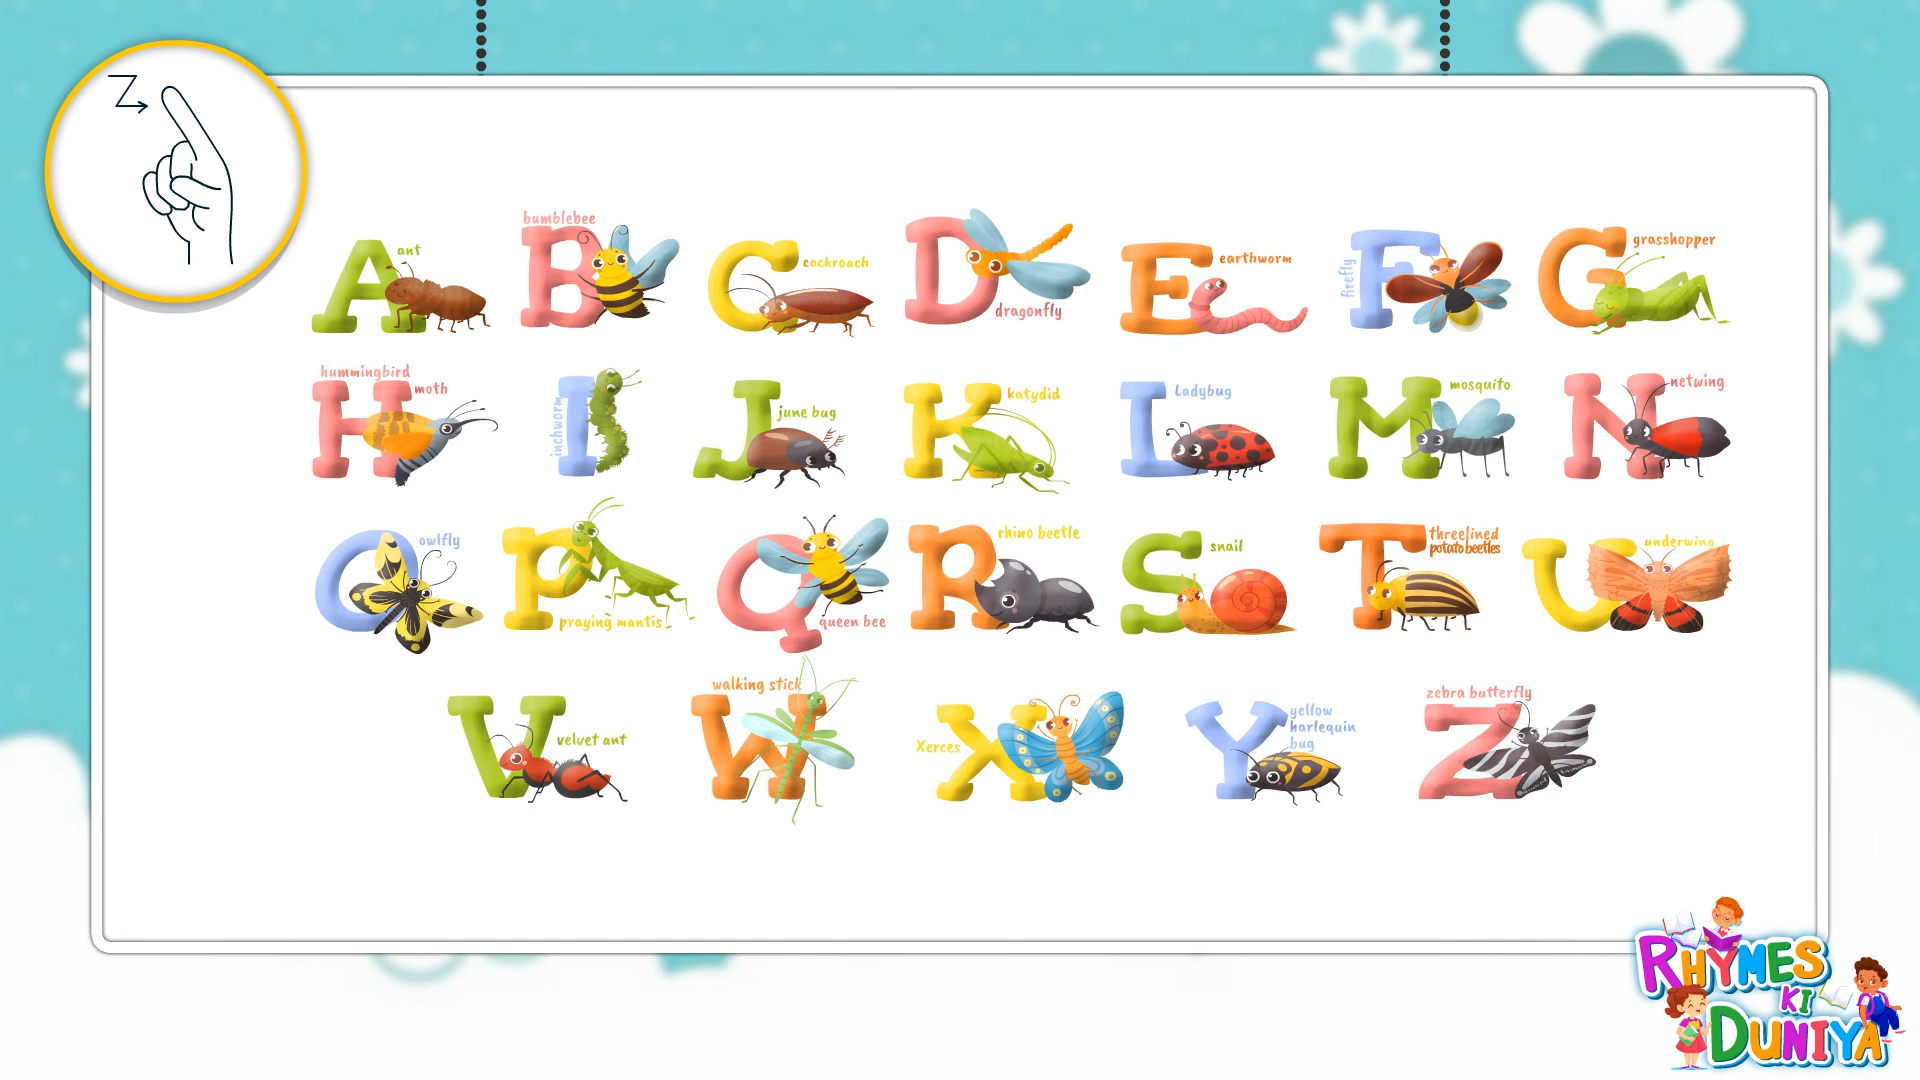 Z
A ant
B bumblebee
C cockroach
D dragonfly
E earthworm
F firefly
G grasshopper
H hummingbird
moth
I inchworm
J june bug
K katydid
L Ladybug
M mosquito
N netwing
O owlfly
P praying mantis
Q queen bee
R rhino beetle
S snail
T threelined
potato beetles
U underwing
V velvet ant
W walking stick
X Xerces
Y yellow
harlequin
bug
Z zebra butterfly
RHYMES
KI
DUNIYA